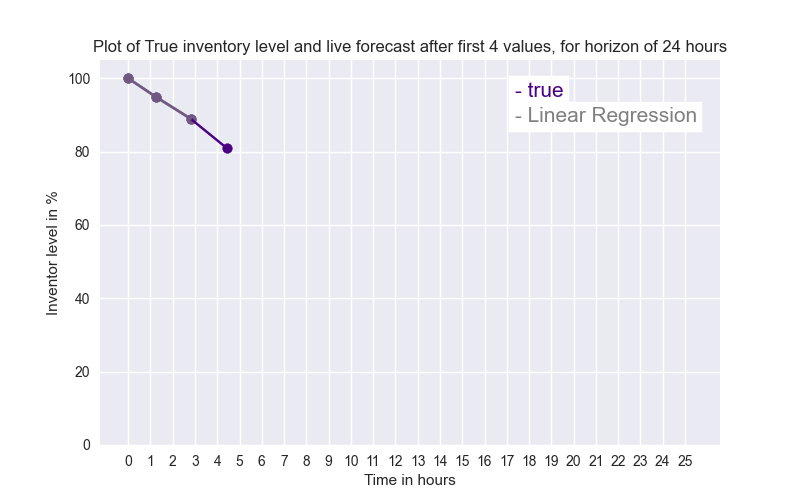 Plot of True inventory level and live forecast after first 4 values, for horizon of 24 hours
- true
- Linear Regression
Inventor level in %
100
80
60
40
20
0
0 1 2 3 4 5 6 7 8 9 10 11 12 13 14 15 16 17 18 19 20 21 22 23 24 25
Time in hours